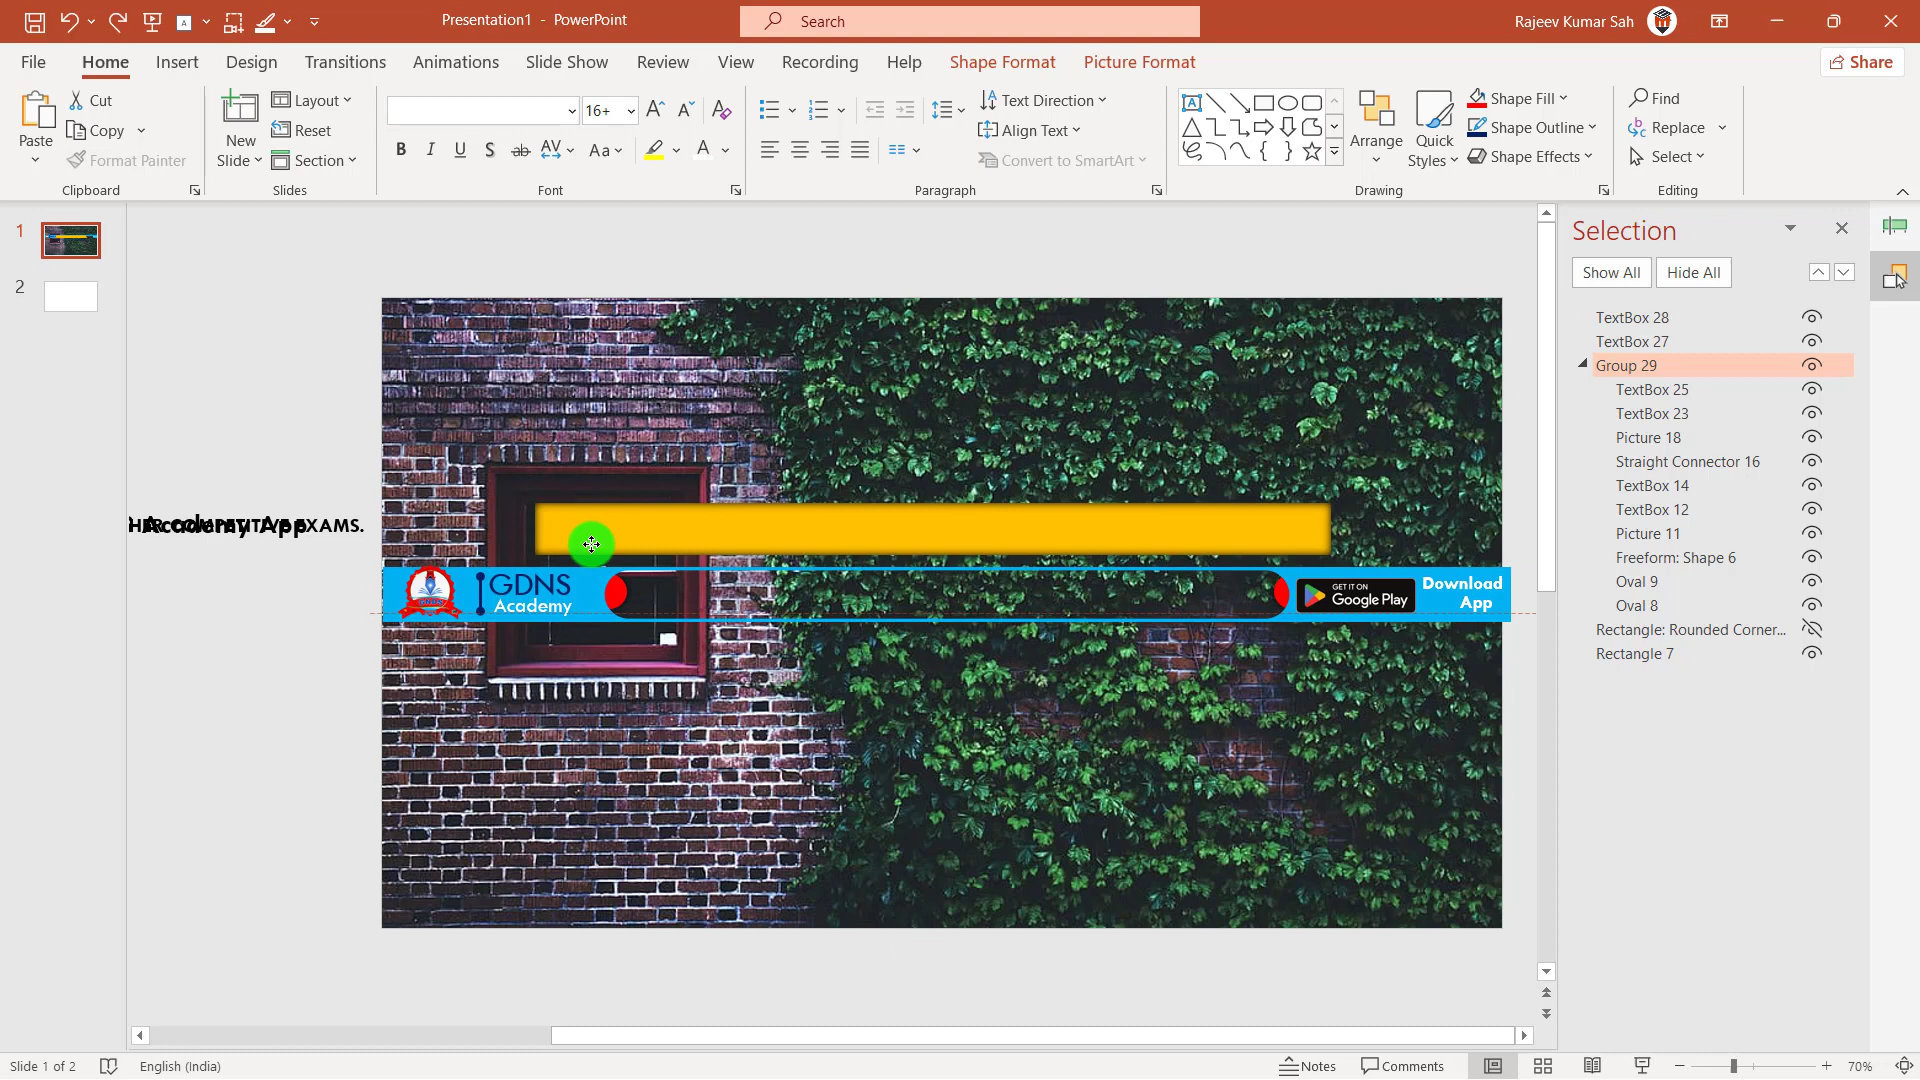 Presentation1 - PowerPoint
Search
Rajeev Kumar Sah
File Home Insert Design Transitions Animations Slide Show Review View Recording Help Shape Format Picture Format
Share
Paste
Cut
Copy
Format Painter
Clipboard
New Slide
Layout
Reset
Section
Slides
16+
Font
Text Direction
Align Text
Convert to SmartArt
Paragraph
Arrange
Quick Styles
Shape Fill
Shape Outline
Shape Effects
Drawing
Find
Replace
Select
Editing
1
2
Academy App
EXAMS.
GDNS
Academy
GET IT ON
Google Play
Download
App
Selection
Show All
Hide All
TextBox 28
TextBox 27
Group 29
TextBox 25
TextBox 23
Picture 18
Straight Connector 16
TextBox 14
TextBox 12
Picture 11
Freeform: Shape 6
Oval 9
Oval 8
Rectangle: Rounded Corner...
Rectangle 7
Slide 1 of 2
English (India)
Notes
Comments
70%